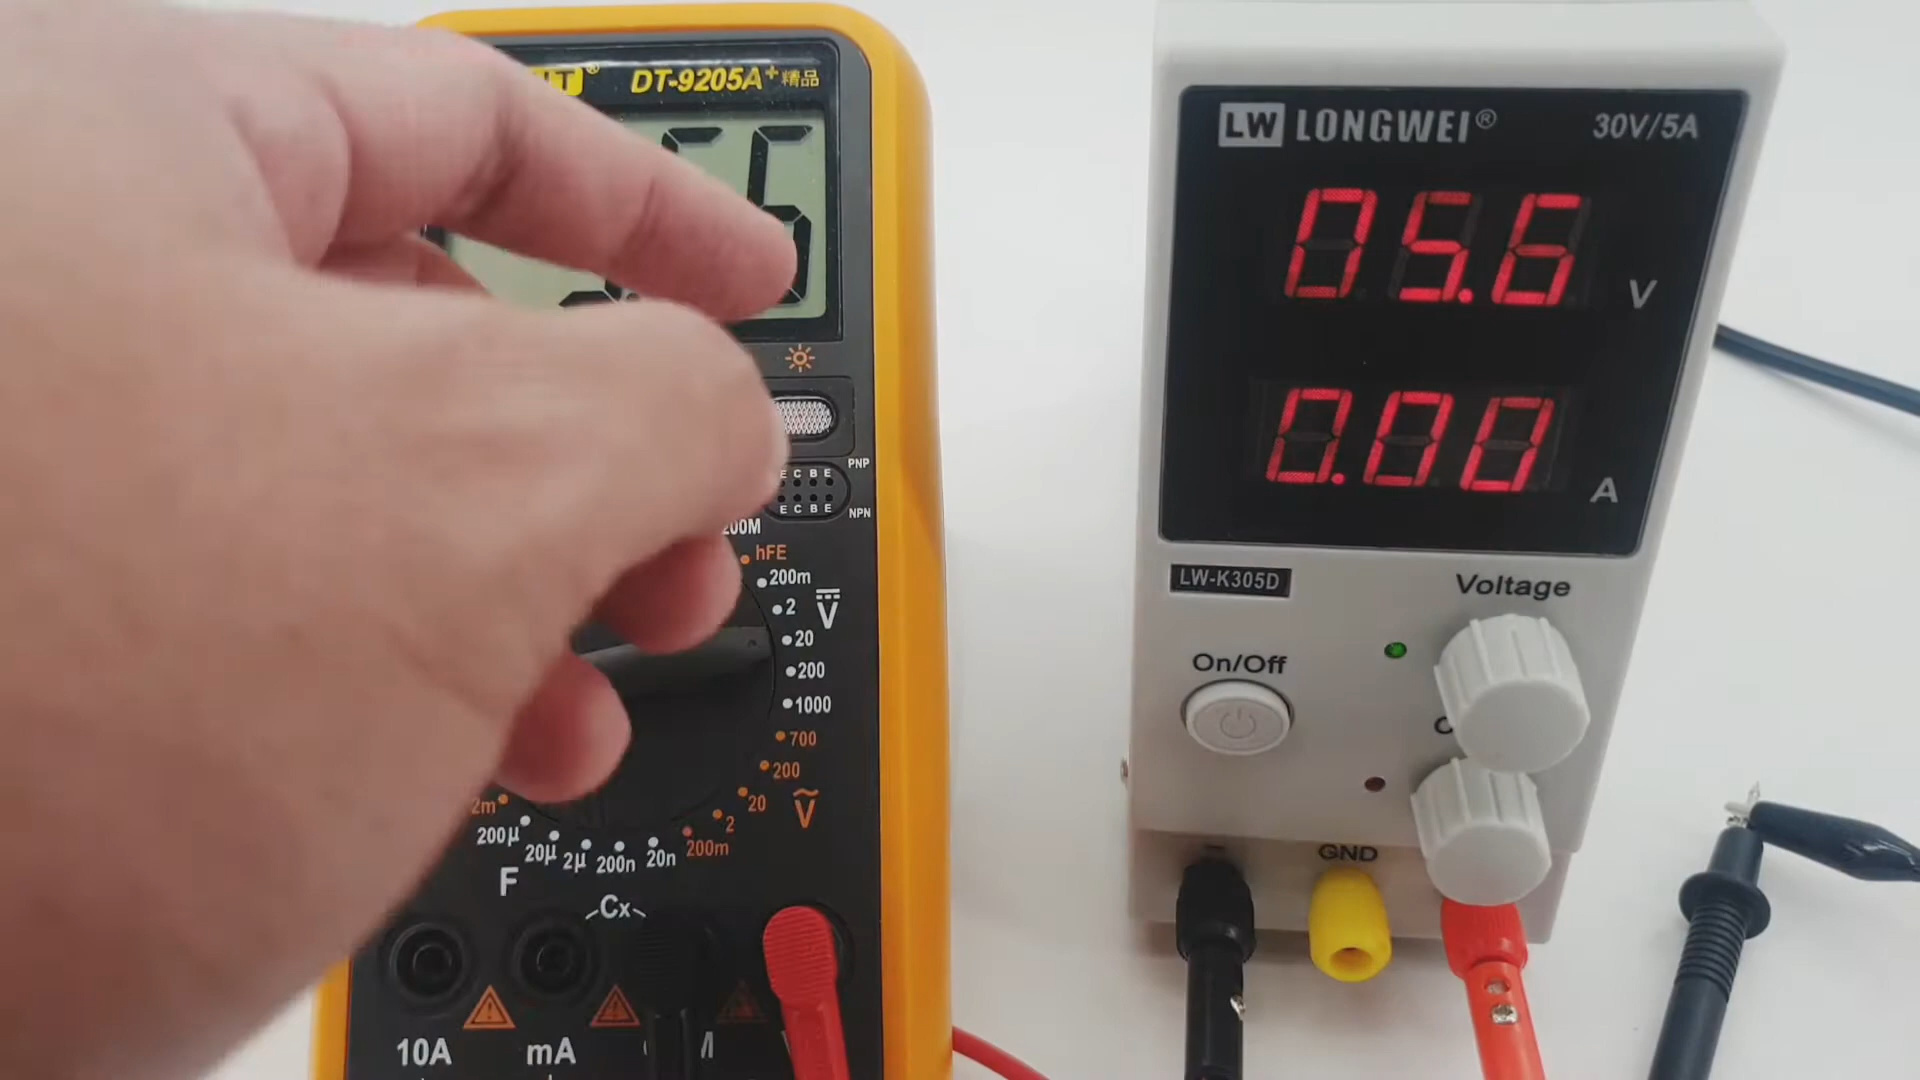 DT-9205A+ 精品
PNP
E C B E
E C B E
NPN
200M
hFE
200m
2
20
200
1000
V
700
200
20
2
200m
V
2m
200µ
20µ
2µ
200n
20n
F
Cx
10A
mA
LW LONGWEI® 30V/5A
05.6 V
0.00 A
LW-K305D
Voltage
On/Off
GND